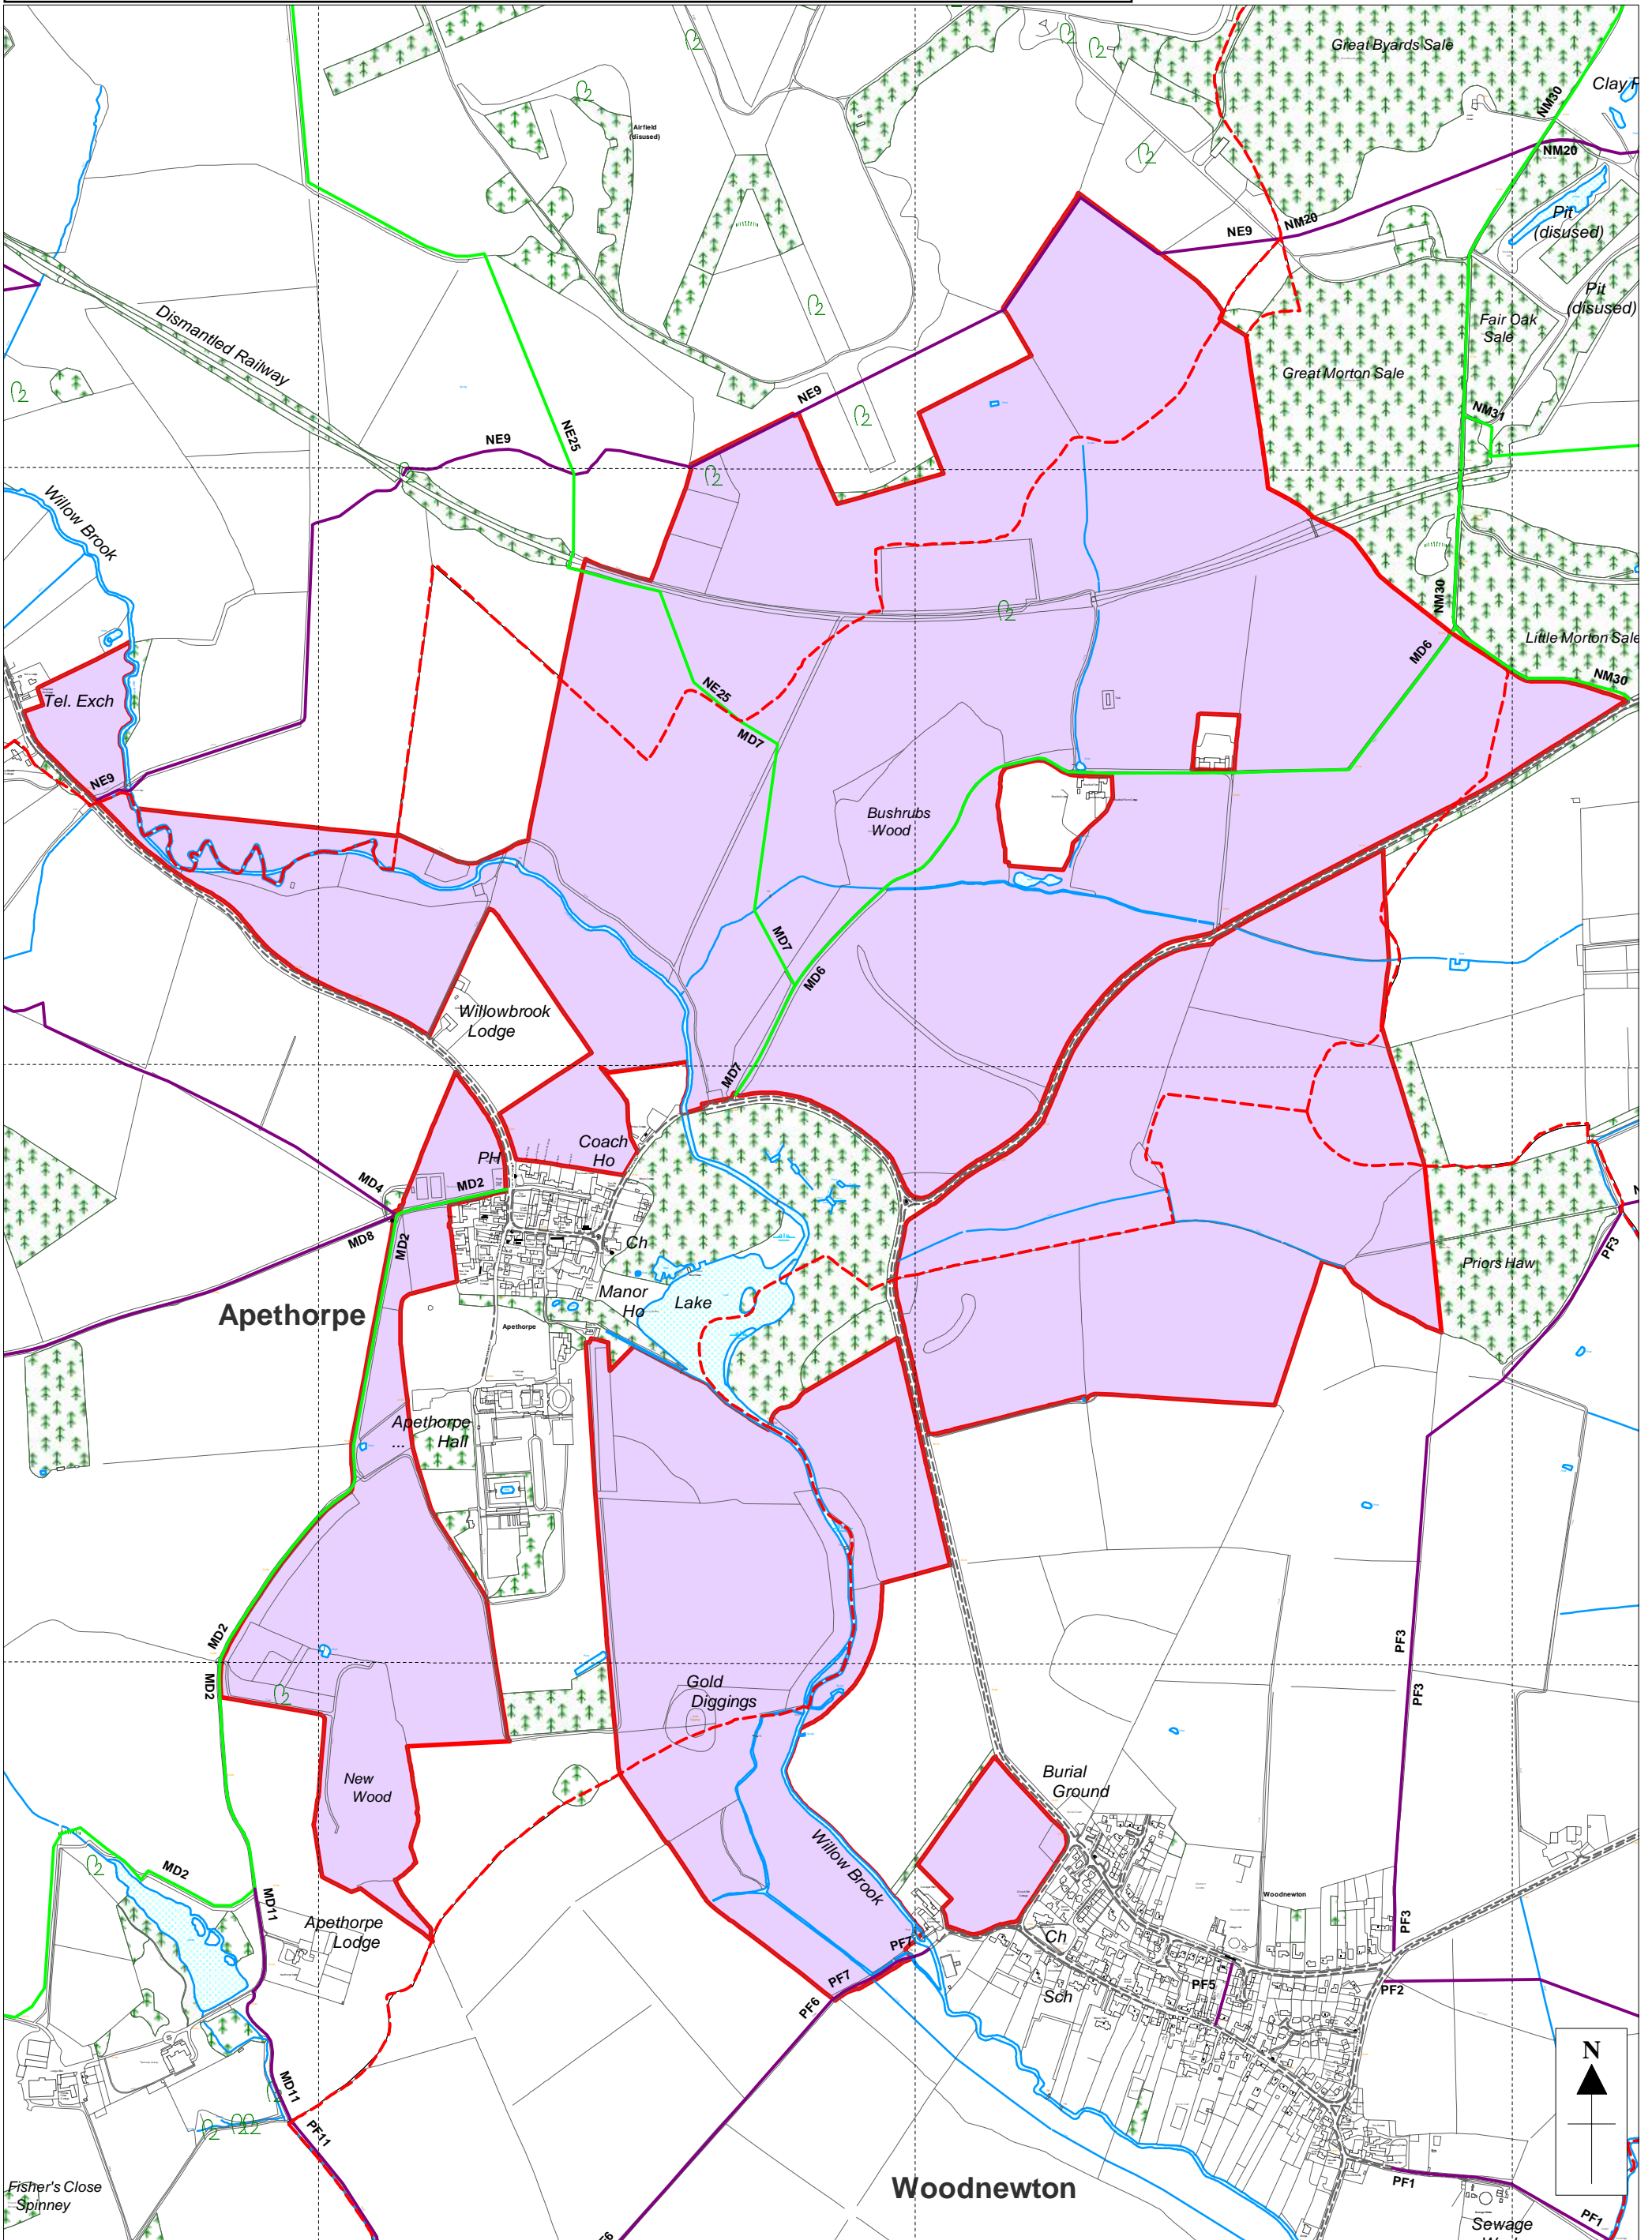 Great Byards Sale
Clay P
NM30
Airfield
(disused)
NM20
Pit
(disused)
NM20
NE9
Pit
(disused)
Fair Oak
Sale
Dismantled Railway
Great Morton Sale
NE9
NM31
NE25
NE9
Willow Brook
NM30
Little Morton Sale
MD6
NM30
Tel. Exch
NE25
MD7
NE9
Bushrubs
Wood
MD7
MD6
Willowbrook
Lodge
MD7
Coach
Ho
PH
MD4
MD2
MD8
MD2
Ch
PF3
Priors Haw
Manor
Ho
Lake
Apethorpe
Apethorpe
Apethorpe
... Hall
MD2
PF3
MD2
Gold
Diggings
PF3
New
Wood
Burial
Ground
Willow Brook
MD2
MD11
Woodnewton
Apethorpe
Lodge
PF3
Ch
PF7
PF7
PF5
PF2
PF6
Sch
N
MD11
PF11
Fisher's Close
Spinney
Woodnewton
PF1
PF1
Sewage